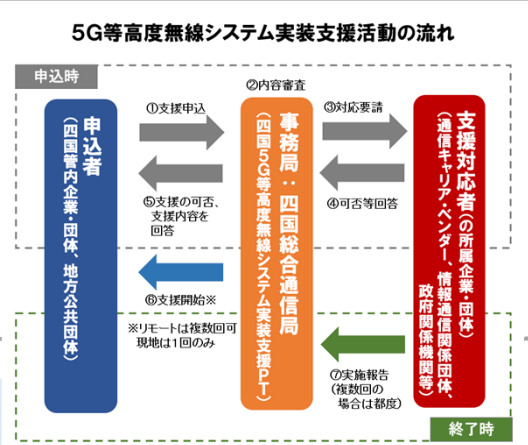 5G等高度無線システム実装支援活動の流れ
申込時
②内容審査
①支援申込
③対応要請
申込者
(四国管内企業・団体、地方公共団体)
事務局:四国総合通信局
(四国5G等高度無線システム実装支援PT)
支援対応者(の所属企業・団体)
(通信キャリア・ベンダー、情報通信関係団体、
政府関係機関等)
⑤支援の可否、
支援内容を
回答
④可否等回答
⑥支援開始※
※リモートは複数回可
現地は1回のみ
⑦実施報告
(複数回の
場合は都度)
終了時